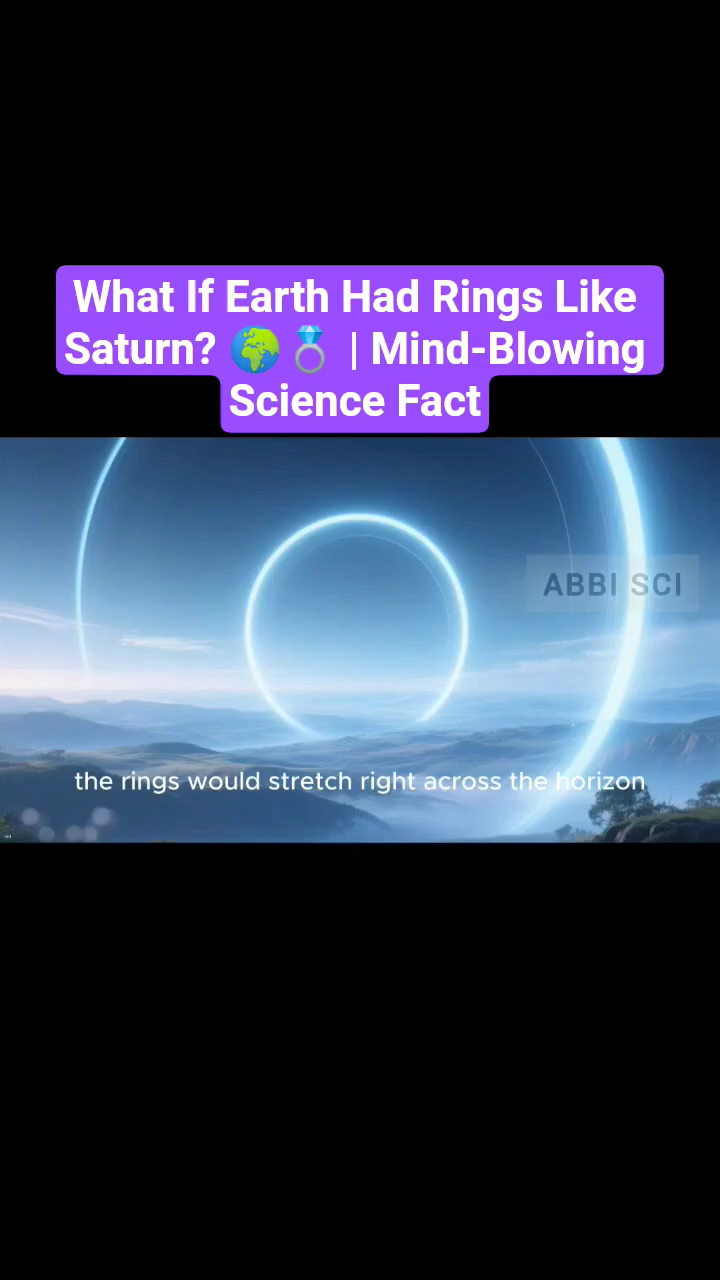 What If Earth Had Rings Like
Saturn? 🌍💍 | Mind-Blowing
Science Fact
ABBI SCI
the rings would stretch right across the horizon